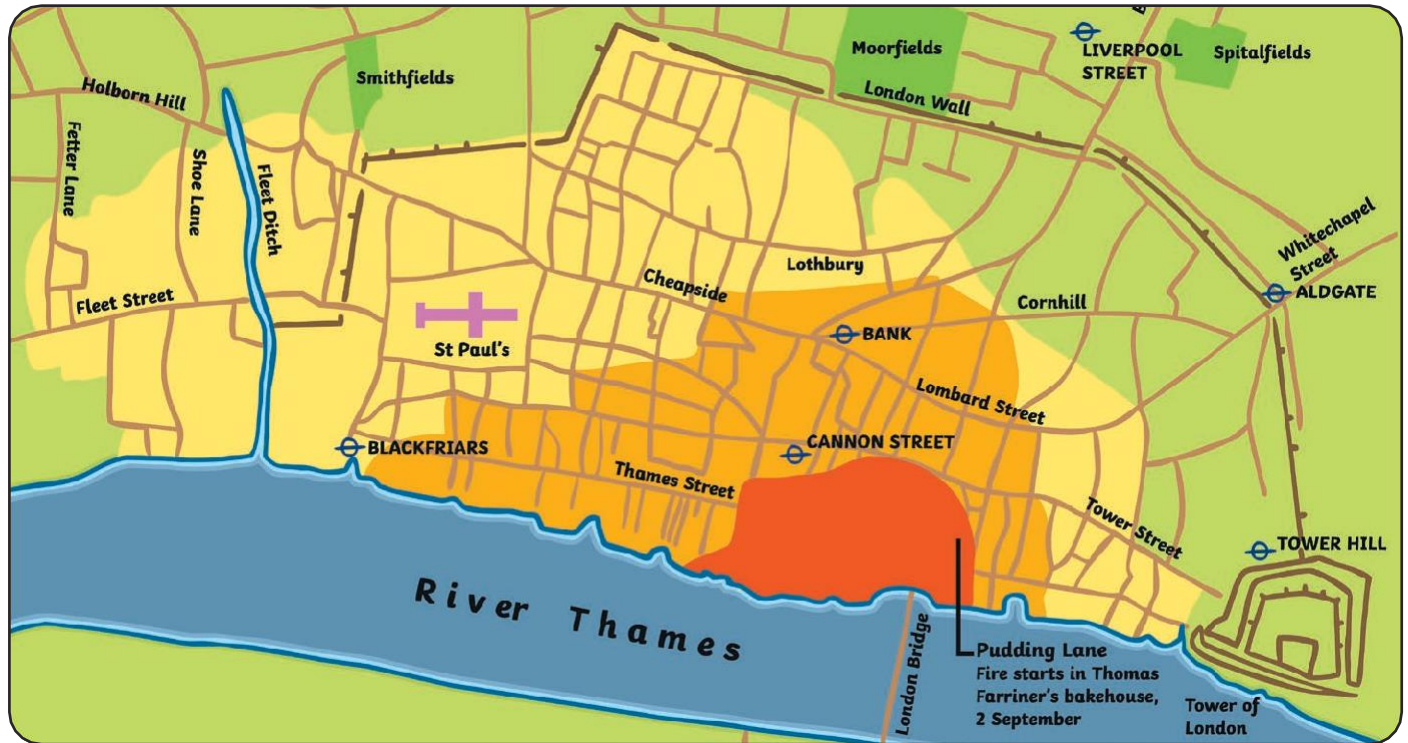 Moorfields
LIVERPOOL
STREET
Spitalfields
Smithfields
Holborn Hill
London Wall
Fetter Lane
Shoe Lane
Fleet Ditch
Whitechapel
Street
Lothbury
Cheapside
Fleet Street
Cornhill
ALDGATE
BANK
St Paul's
Lombard Street
BLACKFRIARS
CANNON STREET
Thames Street
Tower Street
TOWER HILL
River Thames
London Bridge
Pudding Lane
Fire starts in Thomas
Farriner's bakehouse,
2 September
Tower of
London